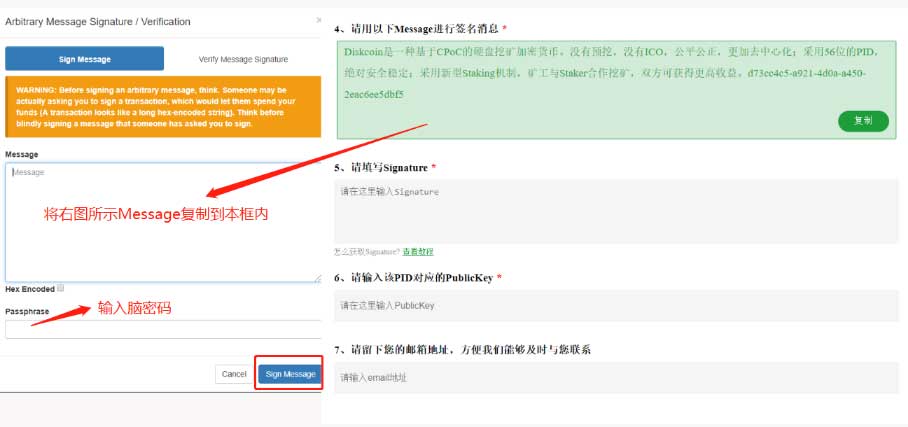 Arbitrary Message Signature / Verification
×
Sign Message
Verify Message Signature
WARNING: Before signing an arbitrary message, think. Someone may be
actually asking you to sign a transaction, which would let them spend your
funds (A transaction looks like a long hex-encoded string). Think before
blindly signing a message that someone has asked you to sign.
Message
Message
将右图所示Message复制到本框内
Hex Encoded
输入脑密码
Passphrase
Cancel
Sign Message
4、请用以下Message进行签名消息 *
Diskcoin是一种基于CPoC的硬盘挖矿加密货币，没有预挖，没有ICO，公平公正，更加去中心化；采用56位的PID，
绝对安全稳定；采用新型Staking机制，矿工与Staker合作挖矿，双方可获得更高收益。d73cc4c5-a921-4d0a-a450-
2eac6ee5dbf5
复制
5、请填写Signature *
请在这里输入Signature
怎么获取Signature? 查看教程
6、请输入该PID对应的PublicKey *
请在这里输入PublicKey
7、请留下您的邮箱地址，方便我们能够及时与您联系
请输入email地址